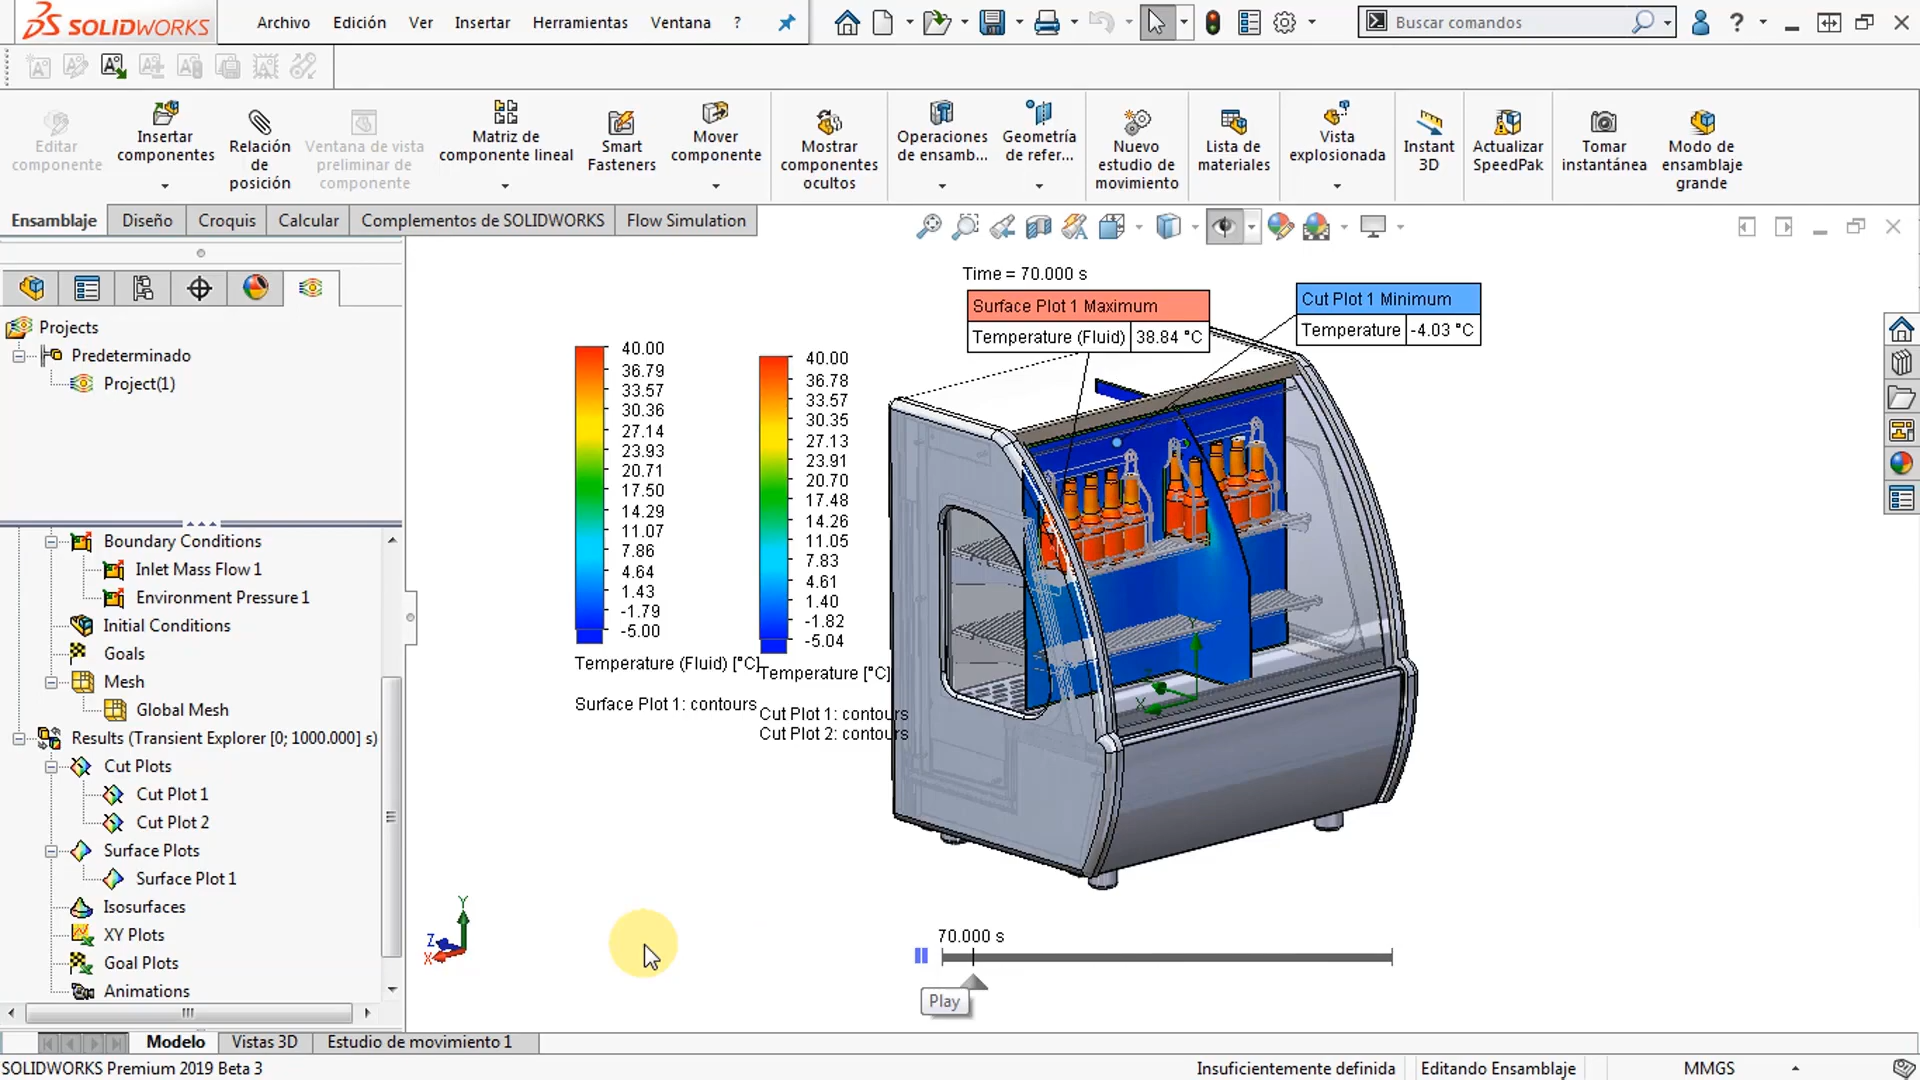 SOLIDWORKS
Archivo
Edición
Ver
Insertar
Herramientas
Ventana
?
Buscar comandos
?
Editar
componente
Insertar
componentes
Relación
de
posición
Ventana de vista
preliminar de
componente
Matriz de
componente lineal
Smart
Fasteners
Mover
componente
Mostrar
componentes
ocultos
Operaciones
de ensamb...
Geometría
de refer...
Nuevo
estudio de
movimiento
Lista de
materiales
Vista
explosionada
Instant
3D
Actualizar
SpeedPak
Tomar
instantánea
Modo de
ensamblaje
grande
Ensamblaje
Diseño
Croquis
Calcular
Complementos de SOLIDWORKS
Flow Simulation
Projects
Predeterminado
Project(1)
Boundary Conditions
Inlet Mass Flow 1
Environment Pressure 1
Initial Conditions
Goals
Mesh
Global Mesh
Results (Transient Explorer [0; 1000.000] s)
Cut Plots
Cut Plot 1
Cut Plot 2
Surface Plots
Surface Plot 1
Isosurfaces
XY Plots
Goal Plots
Animations
Time = 70.000 s
Surface Plot 1 Maximum
Temperature (Fluid) 38.84 °C
Cut Plot 1 Minimum
Temperature -4.03 °C
40.00
36.79
33.57
30.36
27.14
23.93
20.71
17.50
14.29
11.07
7.86
4.64
1.43
-1.79
-5.00
Temperature (Fluid) [°C]
Surface Plot 1: contours
40.00
36.78
33.57
30.35
27.13
23.91
20.70
17.48
14.26
11.05
7.83
4.61
1.40
-1.82
-5.04
Temperature [°C]
Cut Plot 1: contours
Cut Plot 2: contours
Y
X
Y
Z
X
70.000 s
Play
Modelo
Vistas 3D
Estudio de movimiento 1
SOLIDWORKS Premium 2019 Beta 3
Insuficientemente definida
Editando Ensamblaje
MMGS